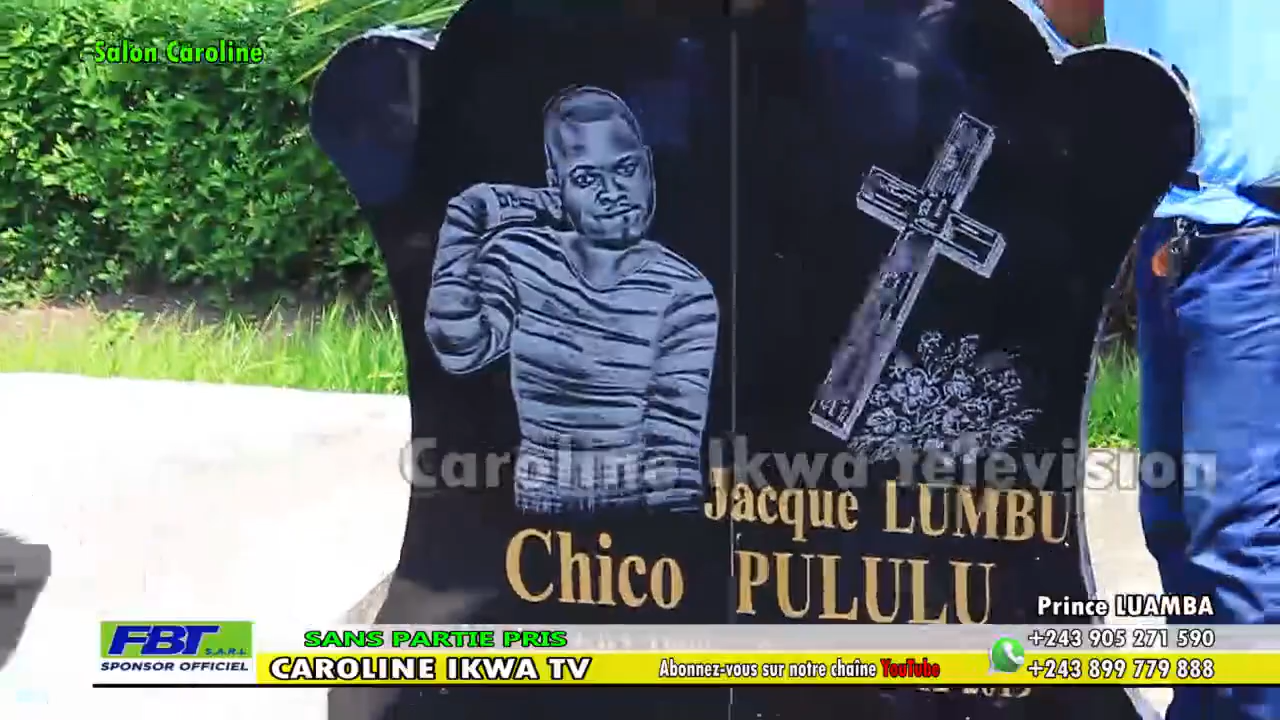 Salon Caroline
Caroline Ikwa television
Jacque LUMBU
Chico PULULU
Prince LUAMBA
FBT S.A.R.L
SPONSOR OFFICIEL
SANS PARTIE PRIS
+243 905 271 590
CAROLINE IKWA TV
Abonnez-vous sur notre chaîne YouTube
+243 899 779 888